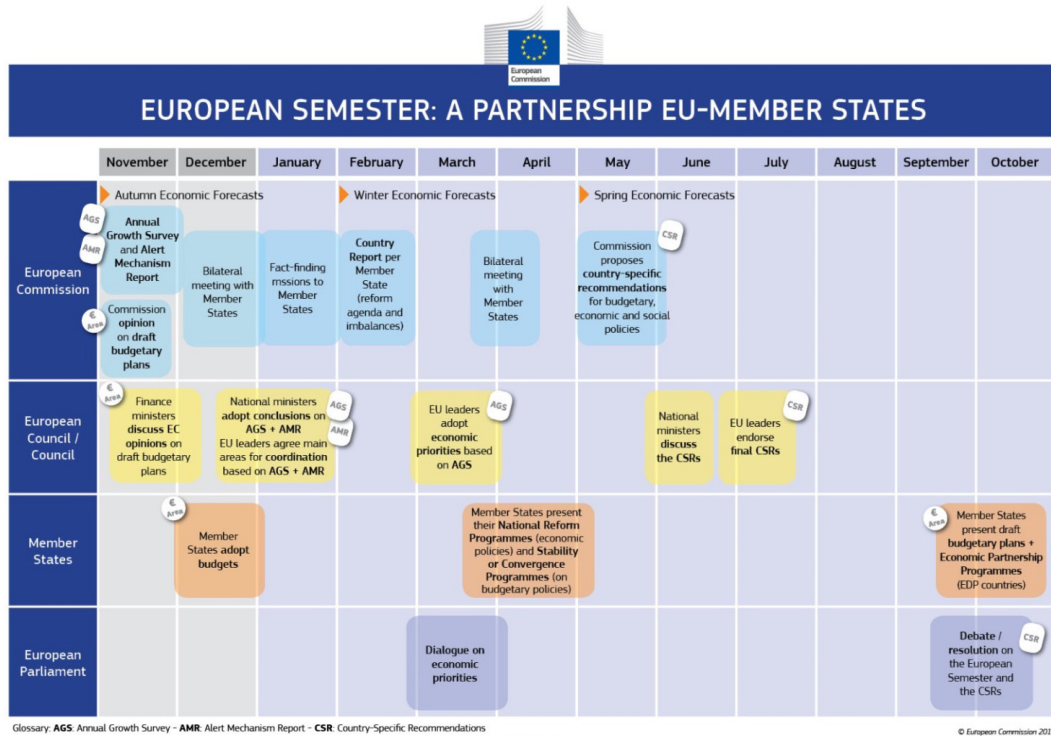 European
Commission
EUROPEAN SEMESTER: A PARTNERSHIP EU-MEMBER STATES
November December January February March April May June July August September October
Autumn Economic Forecasts
Winter Economic Forecasts
Spring Economic Forecasts
European
Commission
AGS
AMR
Annual
Growth Survey
and Alert
Mechanism
Report
€
Area
Commission
opinion
on draft
budgetary
plans
Bilateral
meeting with
Member
States
Fact-finding
mssions to
Member
States
Country
Report per
Member
State
(reform
agenda and
imbalances)
Bilateral
meeting
with
Member
States
CSR
Commission
proposes
country-specific
recommendations
for budgetary,
economic and social
policies
European
Council /
Council
€
Area
Finance
ministers
discuss EC
opinions on
draft budgetary
plans
National ministers
adopt conclusions on
AGS + AMR
EU leaders agree main
areas for coordination
based on AGS + AMR
AGS
AMR
EU leaders
adopt
economic
priorities based
on AGS
AGS
National
ministers
discuss
the CSRs
EU leaders
endorse
final CSRs
CSR
Member
States
€
Area
Member
States adopt
budgets
Member States present
their National Reform
Programmes (economic
policies) and Stability
or Convergence
Programmes (on
budgetary policies)
€
Area
Member States
present draft
budgetary plans +
Economic Partnership
Programmes
(EDP countries)
European
Parliament
Dialogue on
economic
priorities
Debate /
resolution on
the European
Semester and
the CSRs
CSR
Glossary: AGS: Annual Growth Survey - AMR: Alert Mechanism Report - CSR: Country-Specific Recommendations
© European Commission